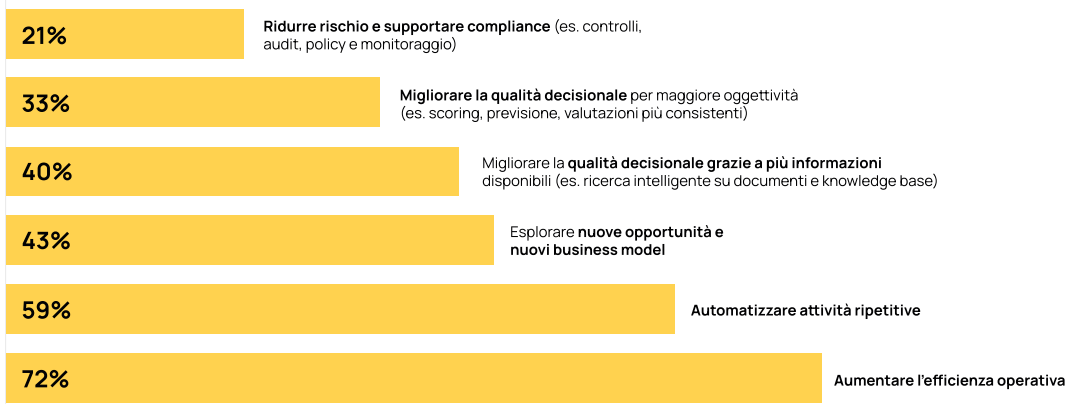 21%
Ridurre rischio e supportare compliance (es. controlli,
audit, policy e monitoraggio)
33%
Migliorare la qualità decisionale per maggiore oggettività
(es. scoring, previsione, valutazioni più consistenti)
40%
Migliorare la qualità decisionale grazie a più informazioni
disponibili (es. ricerca intelligente su documenti e knowledge base)
43%
Esplorare nuove opportunità e
nuovi business model
59%
Automatizzare attività ripetitive
72%
Aumentare l'efficienza operativa